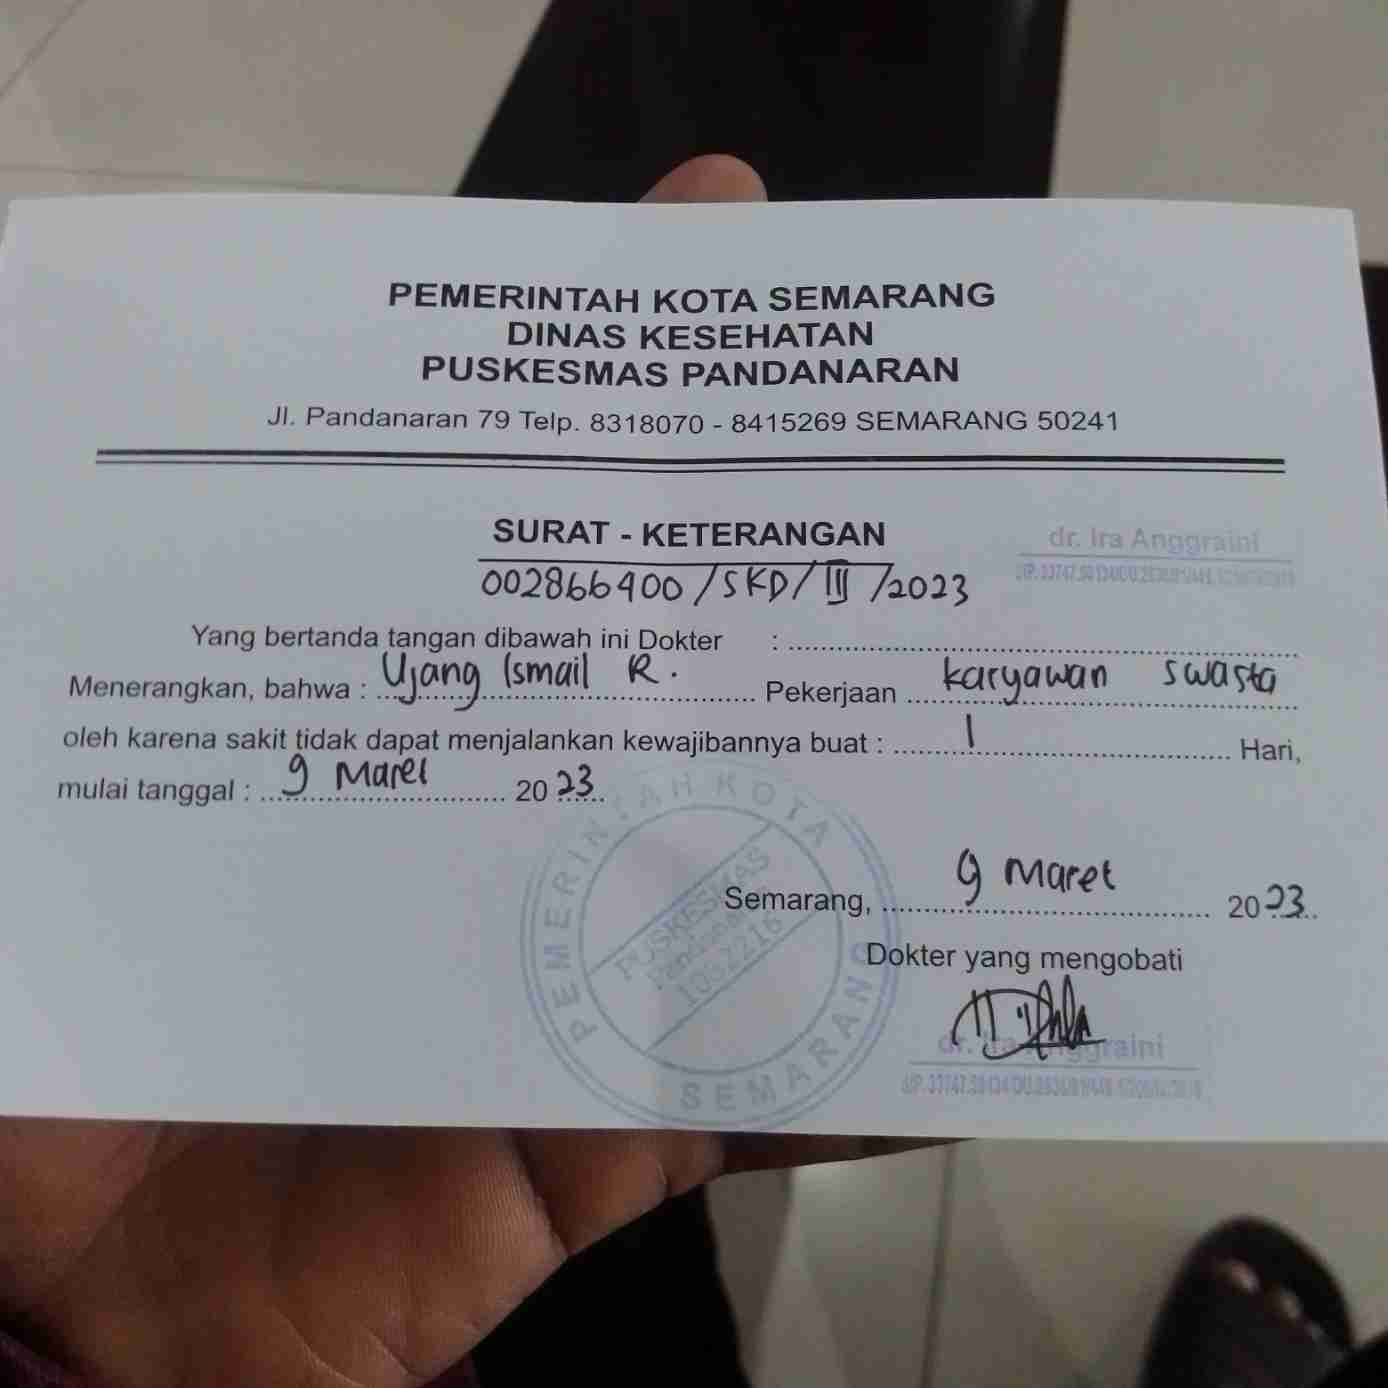 PEMERINTAH KOTA SEMARANG
DINAS KESEHATAN
PUSKESMAS PANDANARAN
Jl. Pandanaran 79 Telp. 8318070 - 8415269 SEMARANG 50241
SURAT - KETERANGAN
dr. Ira Anggraini
002866400/SKD/III/2023
Yang bertanda tangan dibawah ini Dokter :
Menerangkan, bahwa : Ujang Ismail R. Pekerjaan karyawan swasta
oleh karena sakit tidak dapat menjalankan kewajibannya buat : 1 Hari,
mulai tanggal : 9 Maret 2023
PEMERINTAH KOTA
PUSKESMAS
Pandanaran
1032216
SEMARANG
Semarang, 9 Maret 2023
Dokter yang mengobati
dr. Ira Anggraini